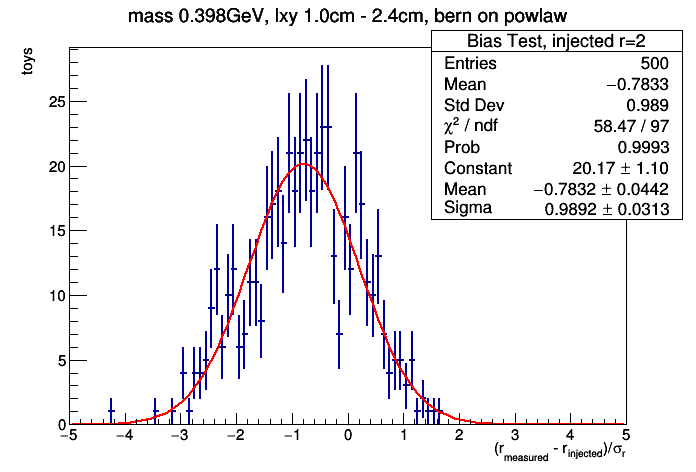 mass 0.398GeV, lxy 1.0cm - 2.4cm, bern on powlaw
Bias Test, injected r=2
Entries 500
Mean −0.7833
Std Dev 0.989
χ² / ndf 58.47 / 97
Prob 0.9993
Constant 20.17 ± 1.10
Mean −0.7832 ± 0.0442
Sigma 0.9892 ± 0.0313
toys
25
20
15
10
5
0
−5 −4 −3 −2 −1 0 1 2 3 4 5
(r_measured - r_injected)/σ_r